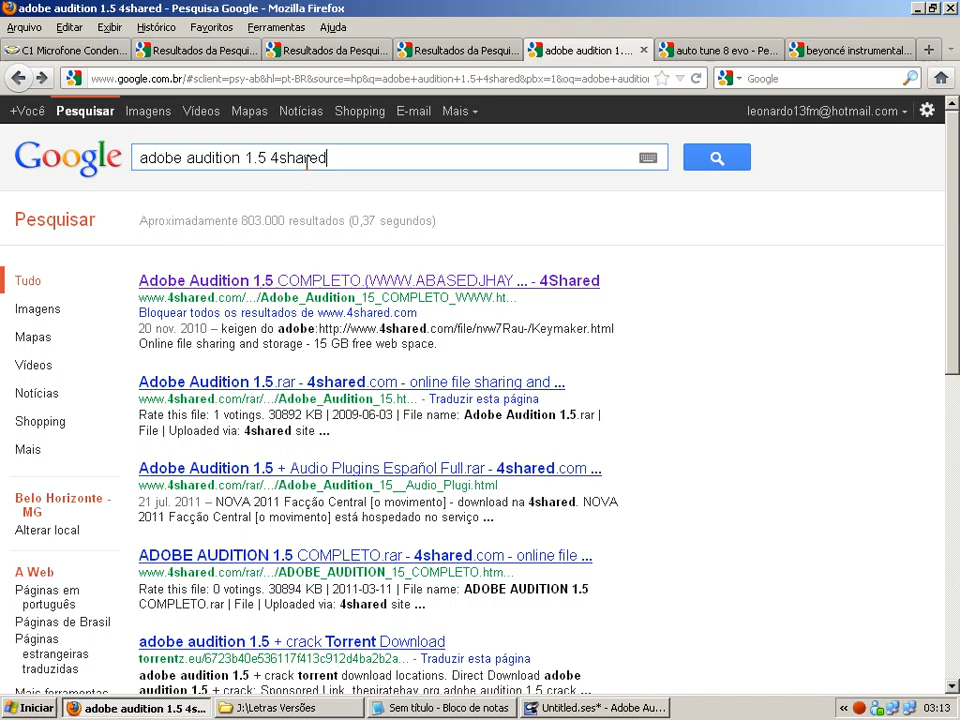 adobe audition 1.5 4shared - Pesquisa Google - Mozilla Firefox
Arquivo Editar Exibir Histórico Favoritos Ferramentas Ajuda
C1 Microfone Conden...
Resultados da Pesqui...
Resultados da Pesqui...
Resultados da Pesqui...
adobe audition 1....
auto tune 8 evo - Pe...
beyoncé instrumental...
www.google.com.br/#sclient=psy-ab&hl=pt-BR&source=hp&q=adobe+audition+1.5+4shared&pbx=1&oq=adobe+auditio
Google
+Você Pesquisar Imagens Vídeos Mapas Notícias Shopping E-mail Mais
leonardo13fm@hotmail.com
Google
adobe audition 1.5 4shared
Pesquisar
Aproximadamente 803.000 resultados (0,37 segundos)
Tudo
Imagens
Mapas
Vídeos
Notícias
Shopping
Mais
Belo Horizonte -
MG
Alterar local
A Web
Páginas em
português
Páginas de Brasil
Páginas
estrangeiras
traduzidas
Mais ferramentas
Adobe Audition 1.5 COMPLETO.(WWW.ABASEDJHAY ... - 4Shared
www.4shared.com/.../Adobe_Audition_15_COMPLETO_WWW.ht...
Bloquear todos os resultados de www.4shared.com
20 nov. 2010 – keigen do adobe:http://www.4shared.com/file/nw7Rau-/Keymaker.html
Online file sharing and storage - 15 GB free web space.
Adobe Audition 1.5.rar - 4shared.com - online file sharing and ...
www.4shared.com/rar/.../Adobe_Audition_15.ht... - Traduzir esta página
Rate this file: 1 votings. 30892 KB | 2009-06-03 | File name: Adobe Audition 1.5.rar |
File | Uploaded via: 4shared site ...
Adobe Audition 1.5 + Audio Plugins Español Full.rar - 4shared.com ...
www.4shared.com/rar/.../Adobe_Audition_15__Audio_Plugi.html
21 jul. 2011 – NOVA 2011 Facção Central [o movimento] - download na 4shared. NOVA
2011 Facção Central [o movimento] está hospedado no serviço ...
ADOBE AUDITION 1.5 COMPLETO.rar - 4shared.com - online file ...
www.4shared.com/rar/.../ADOBE_AUDITION_15_COMPLETO.htm...
Rate this file: 0 votings. 30894 KB | 2011-03-11 | File name: ADOBE AUDITION 1.5
COMPLETO.rar | File | Uploaded via: 4shared site ...
adobe audition 1.5 + crack Torrent Download
torrentz.eu/6723b40e536117f413c912d4ba2b2a... - Traduzir esta página
adobe audition 1.5 + crack torrent download locations. Direct Download adobe
audition 1.5 + crack; Sponsored Link, thepiratebay.org adobe audition 1.5 crack
Iniciar
adobe audition 1.5 4s...
J:\Letras Versões
Sem título - Bloco de notas
Untitled.ses* - Adobe Au...
03:13